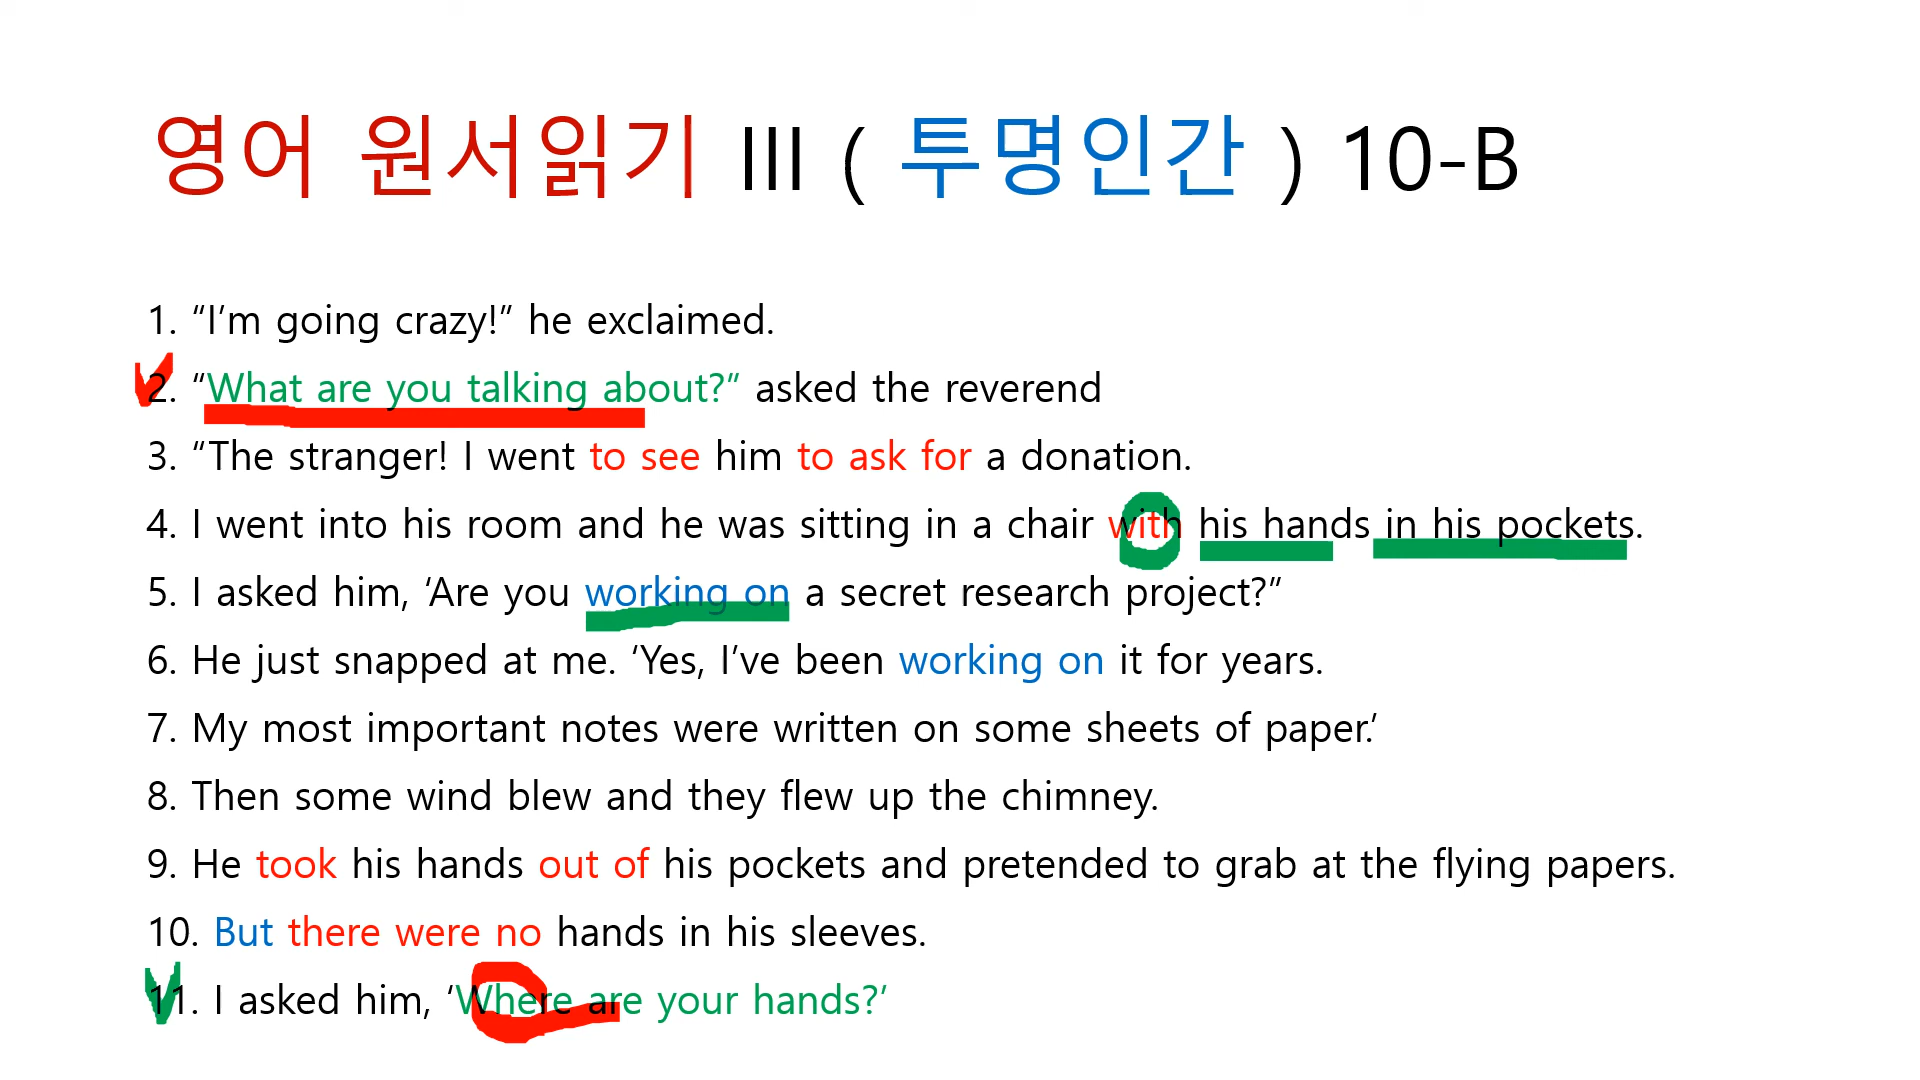 영어 원서읽기 III ( 투명인간 ) 10-B
1. “I’m going crazy!” he exclaimed.
2. “What are you talking about?” asked the reverend
3. “The stranger! I went to see him to ask for a donation.
4. I went into his room and he was sitting in a chair with his hands in his pockets.
5. I asked him, ‘Are you working on a secret research project?”
6. He just snapped at me. ‘Yes, I’ve been working on it for years.
7. My most important notes were written on some sheets of paper.’
8. Then some wind blew and they flew up the chimney.
9. He took his hands out of his pockets and pretended to grab at the flying papers.
10. But there were no hands in his sleeves.
11. I asked him, ‘Where are your hands?’